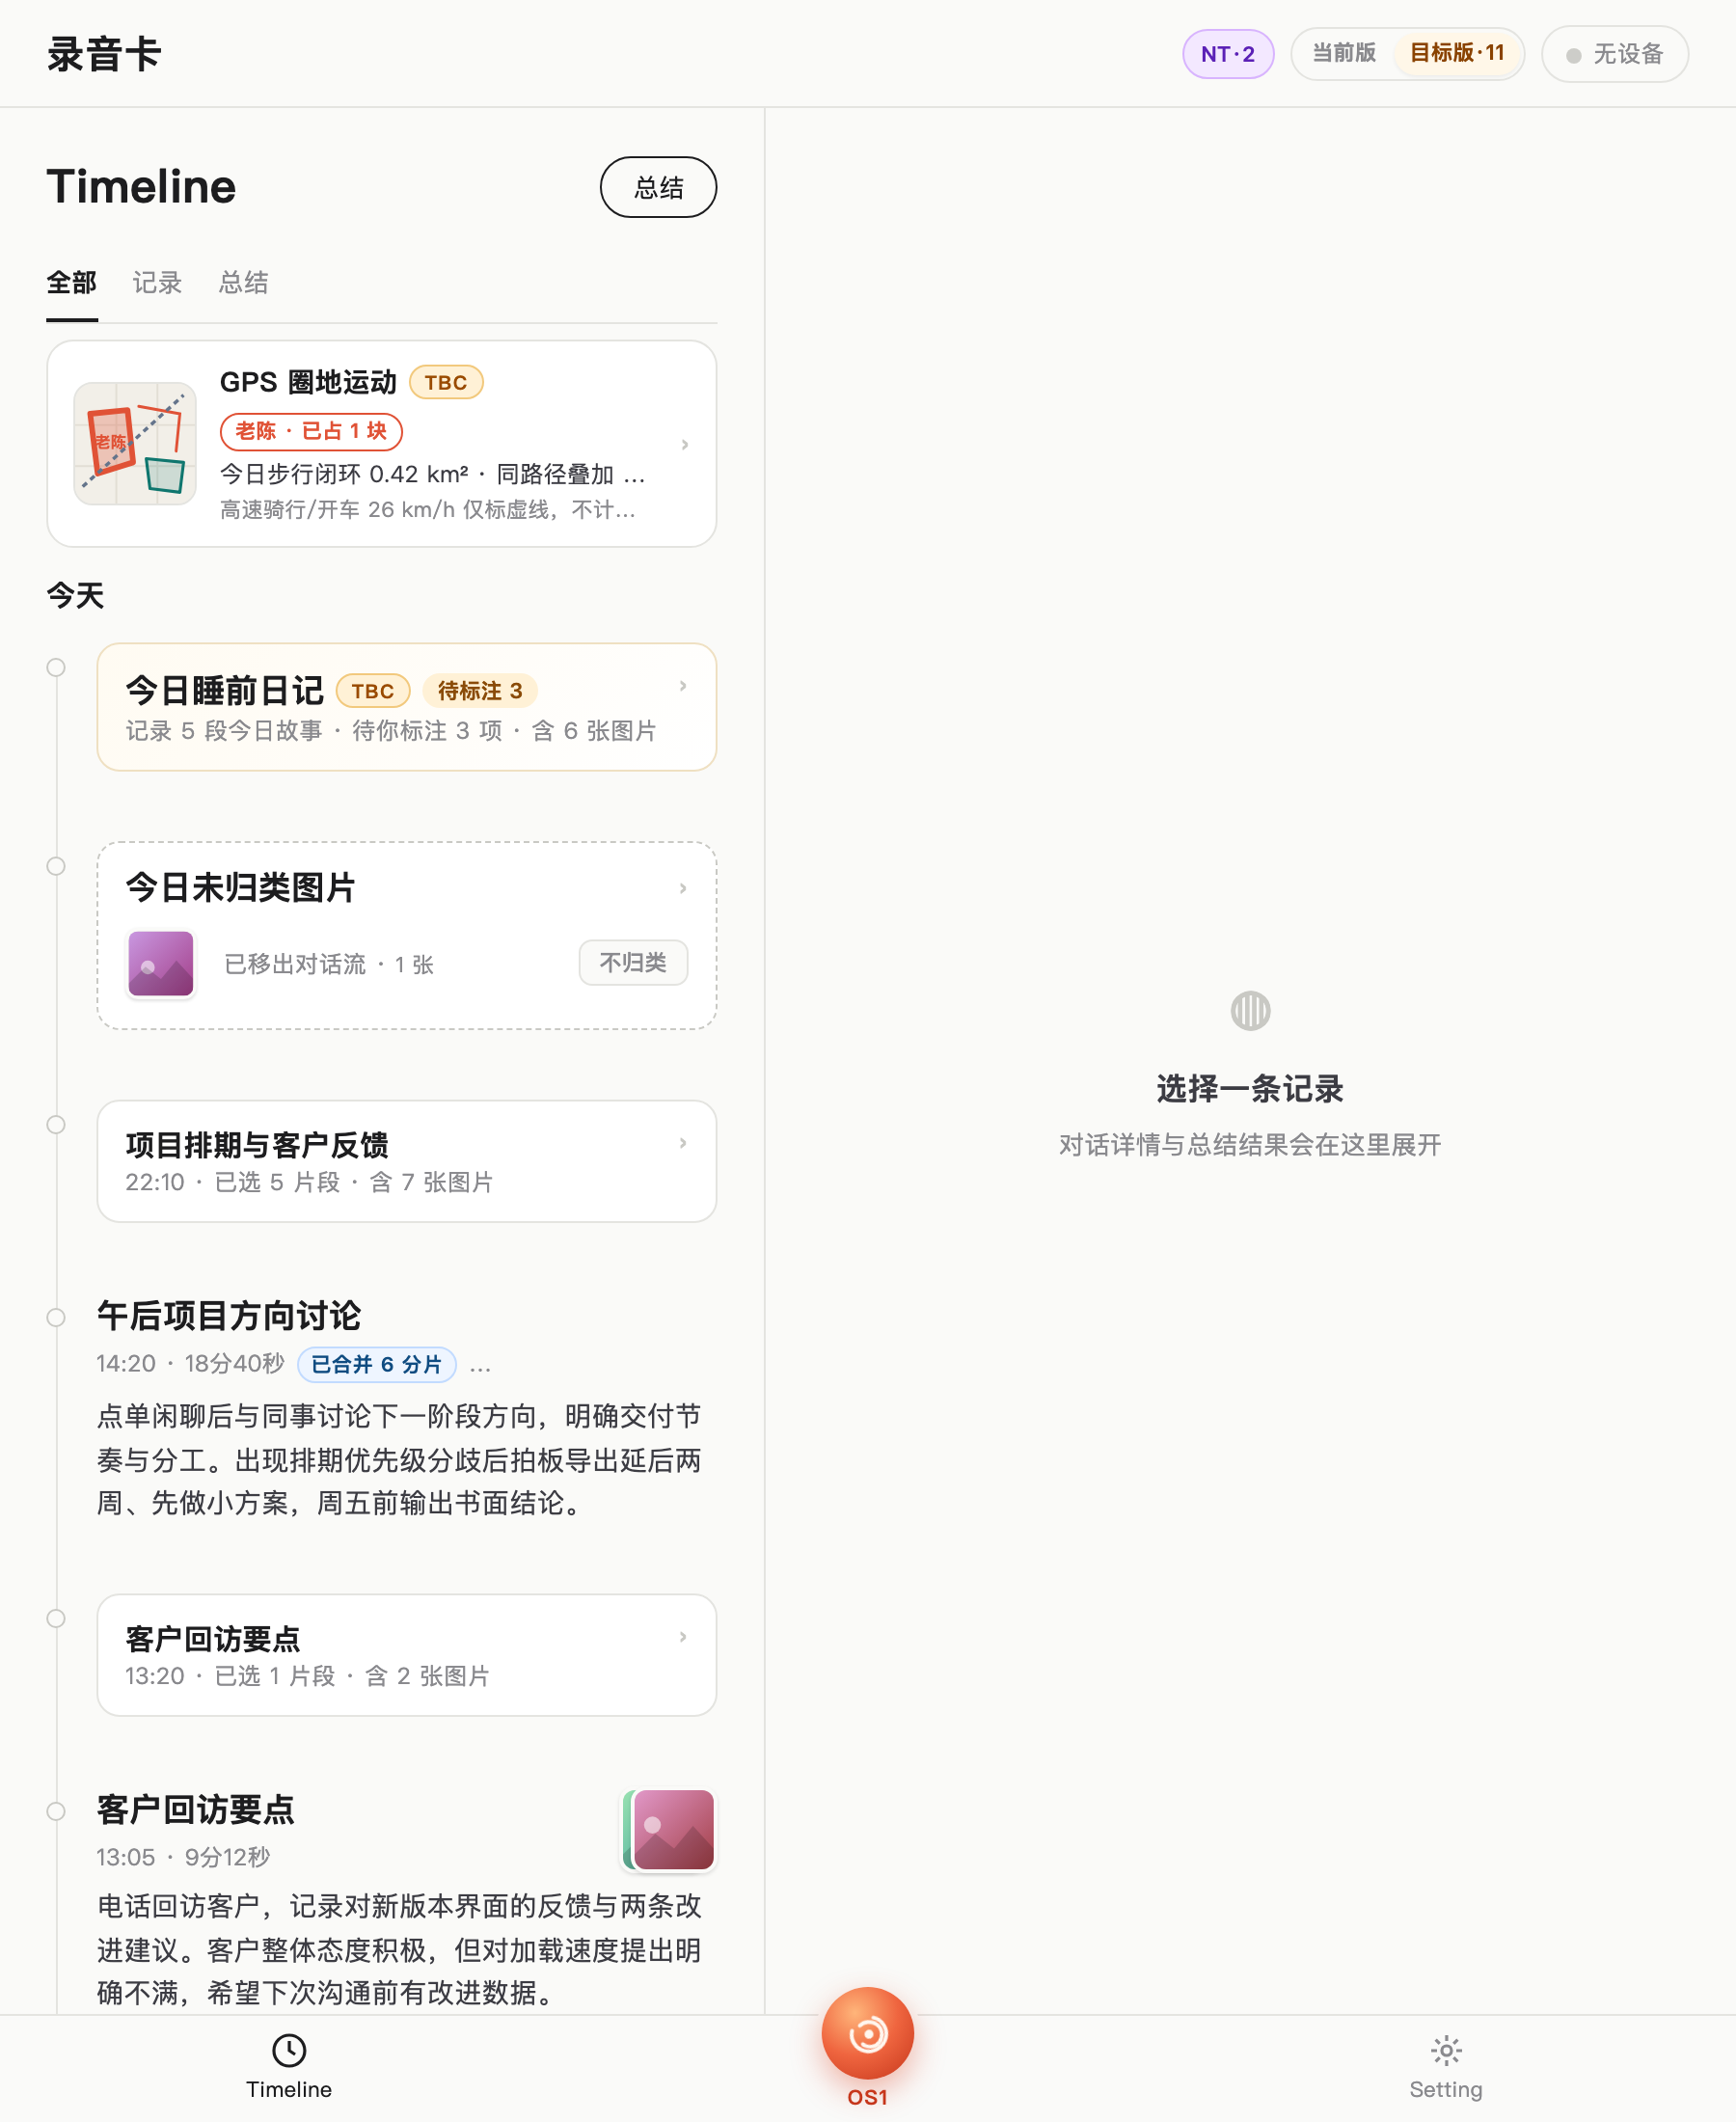 录音卡
NT·2
当前版 目标版·11
无设备
Timeline
总结
全部 记录 总结
老陈
GPS 圈地运动 TBC
老陈 · 已占 1 块
今日步行闭环 0.42 km² · 同路径叠加 ...
高速骑行/开车 26 km/h 仅标虚线，不计...
今天
今日睡前日记 TBC 待标注 3
记录 5 段今日故事 · 待你标注 3 项 · 含 6 张图片
今日未归类图片
已移出对话流 · 1 张
不归类
项目排期与客户反馈
22:10 · 已选 5 片段 · 含 7 张图片
午后项目方向讨论
14:20 · 18分40秒 已合并 6 分片 ...
点单闲聊后与同事讨论下一阶段方向，明确交付节
奏与分工。出现排期优先级分歧后拍板导出延后两
周、先做小方案，周五前输出书面结论。
客户回访要点
13:20 · 已选 1 片段 · 含 2 张图片
客户回访要点
13:05 · 9分12秒
电话回访客户，记录对新版本界面的反馈与两条改
进建议。客户整体态度积极，但对加载速度提出明
确不满，希望下次沟通前有改进数据。
选择一条记录
对话详情与总结结果会在这里展开
Timeline
OS1
Setting